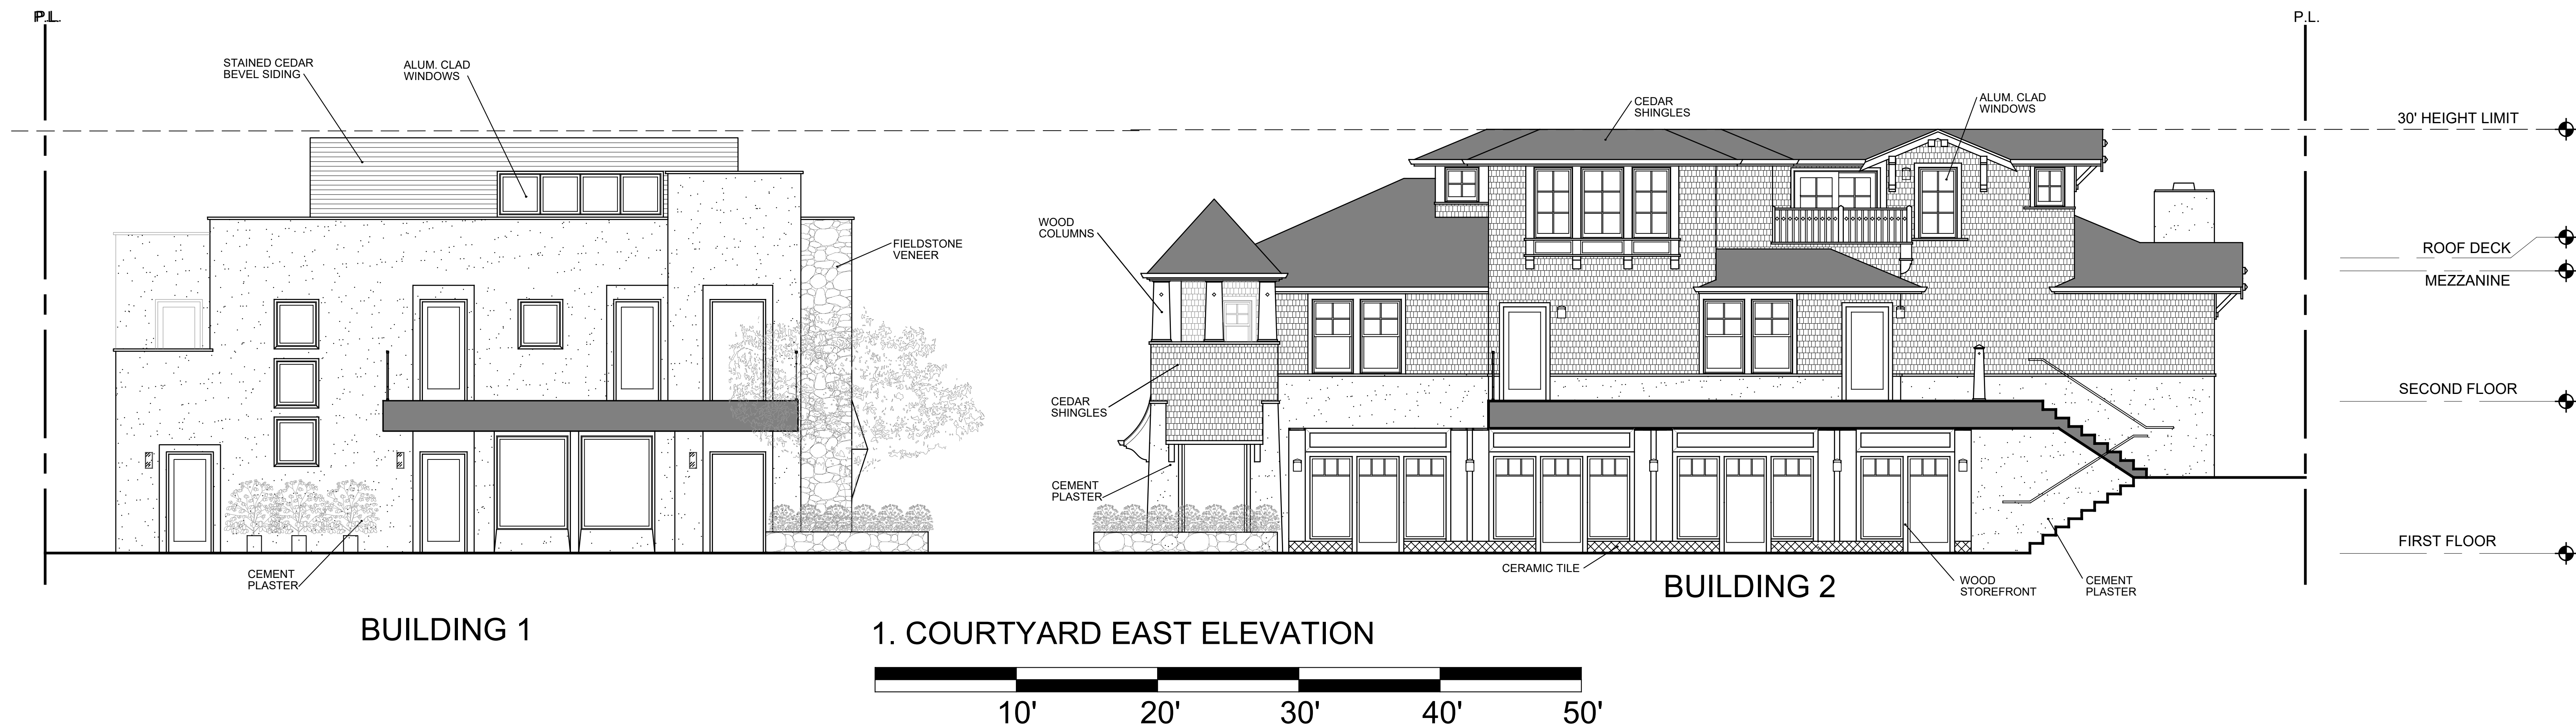 P.L.
P.L.
STAINED CEDAR
BEVEL SIDING
ALUM. CLAD
WINDOWS
CEDAR
SHINGLES
ALUM. CLAD
WINDOWS
30' HEIGHT LIMIT
WOOD
COLUMNS
FIELDSTONE
VENEER
ROOF DECK
MEZZANINE
CEDAR
SHINGLES
SECOND FLOOR
CEMENT
PLASTER
FIRST FLOOR
CEMENT
PLASTER
CERAMIC TILE
WOOD
STOREFRONT
CEMENT
PLASTER
BUILDING 1
BUILDING 2
1. COURTYARD EAST ELEVATION
10' 20' 30' 40' 50'